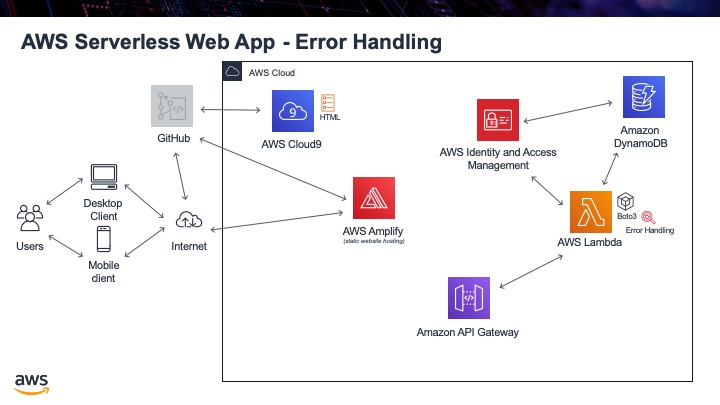 AWS Serverless Web App - Error Handling
AWS Cloud
GitHub
9
AWS Cloud9
HTML
AWS Identity and Access
Management
Amazon
DynamoDB
Desktop
Client
Users
Mobile
client
Internet
AWS Amplify
(static website hosting)
Boto3
Error Handling
AWS Lambda
Amazon API Gateway
aws